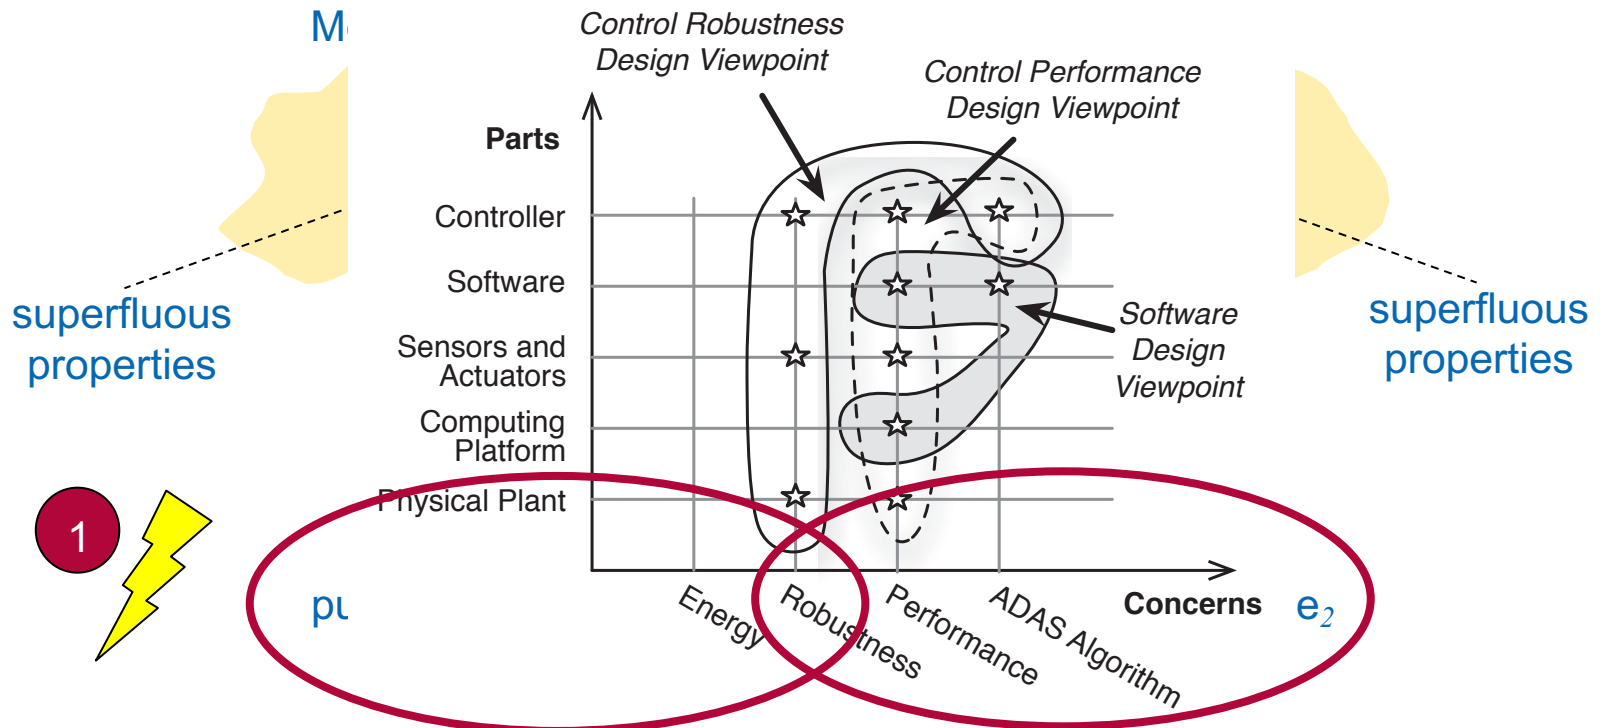 Control Robustness
Design Viewpoint
Control Performance
Design Viewpoint
Parts
Controller
Software
superfluous
properties
Sensors and
Actuators
Software
Design
Viewpoint
superfluous
properties
Computing
Platform
Physical Plant
1
Energy
Robustness
Performance
ADAS Algorithm
Concerns
e2